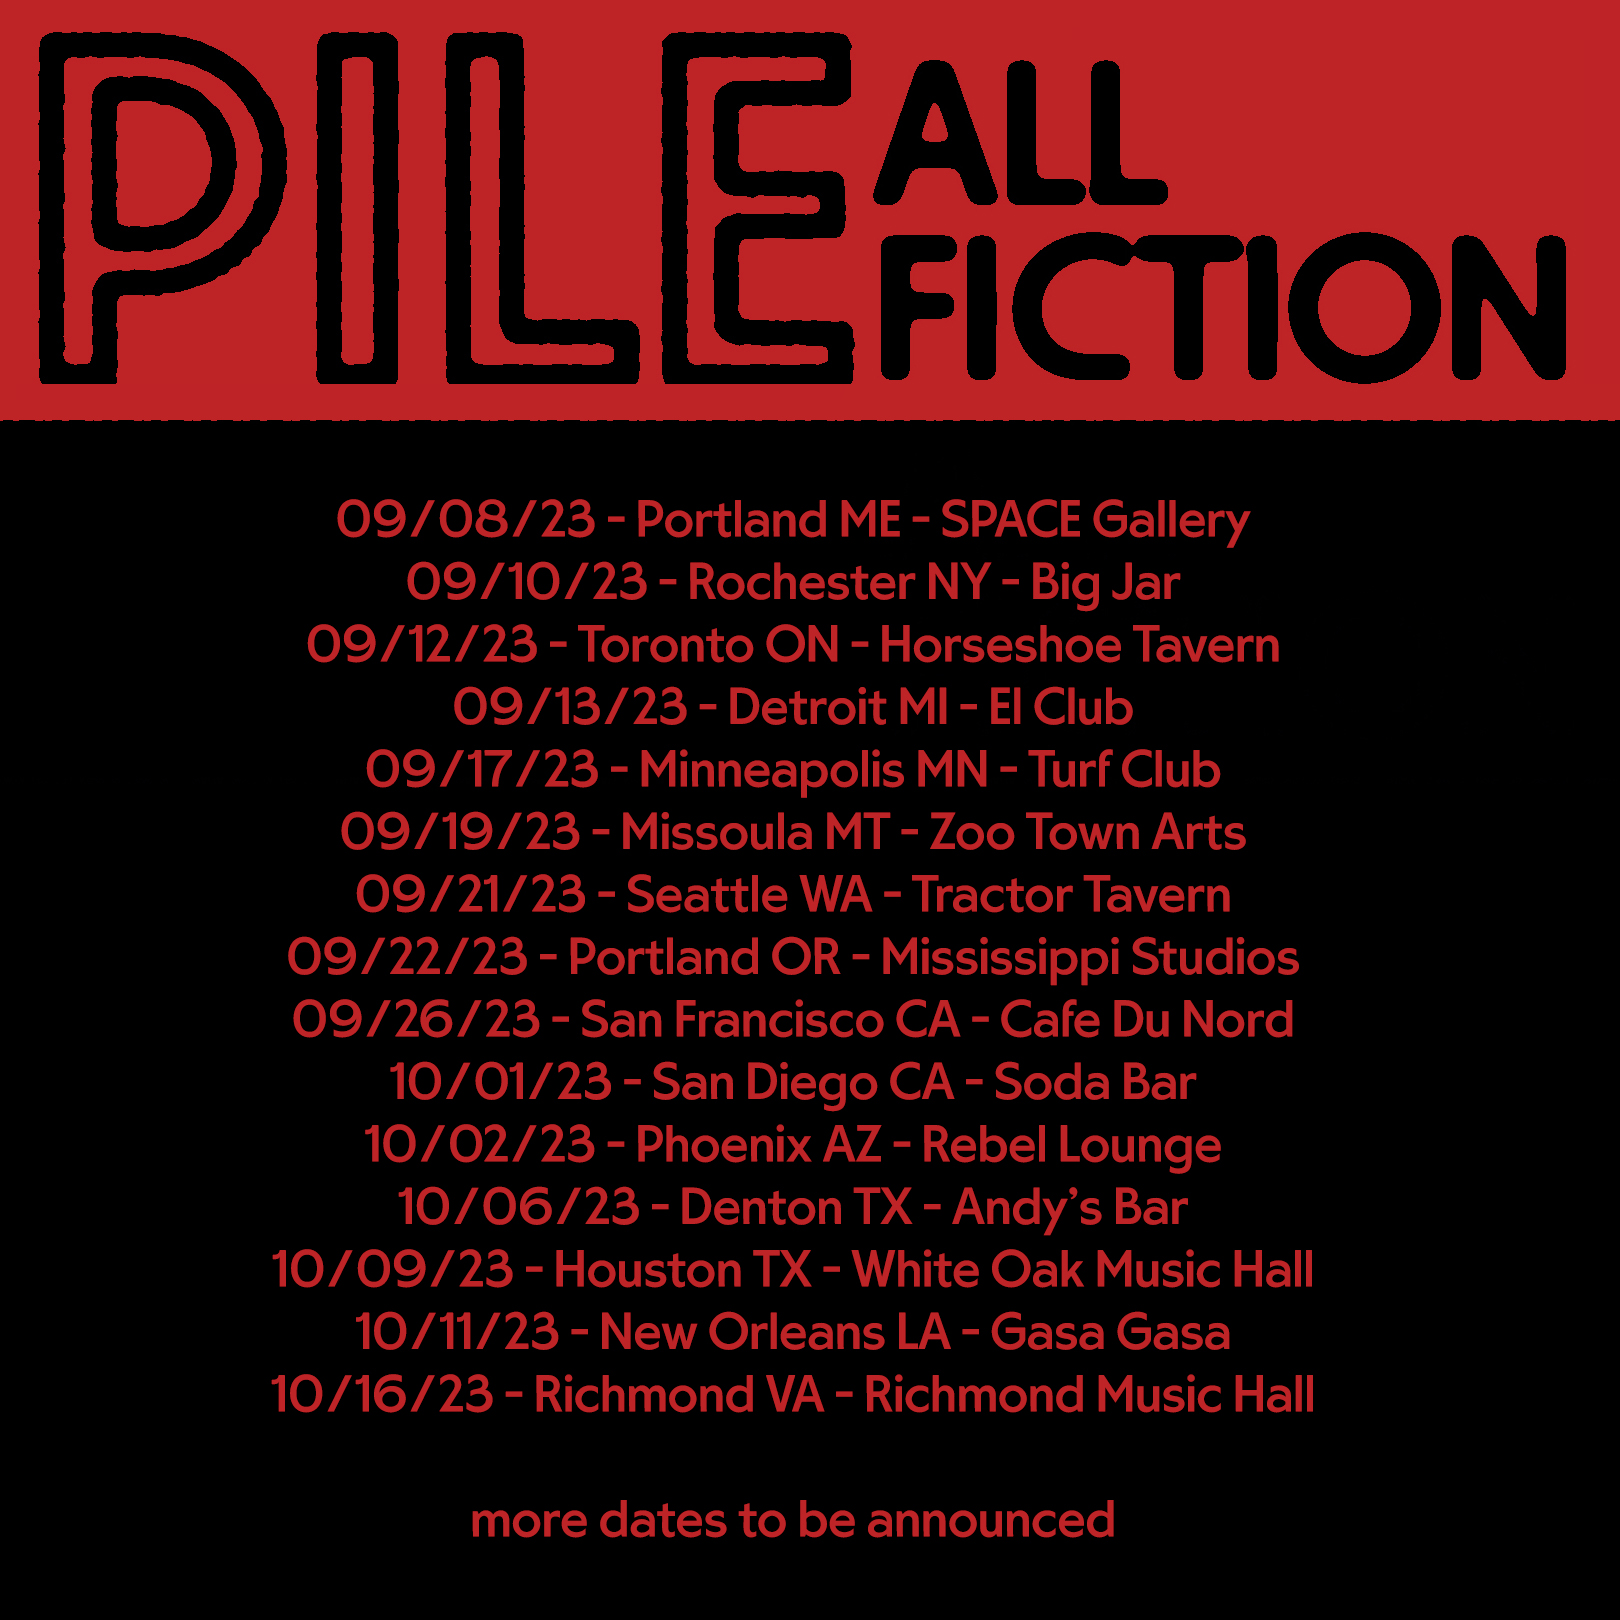 PILE ALL
FICTION
09/08/23 - Portland ME - SPACE Gallery
09/10/23 - Rochester NY - Big Jar
09/12/23 - Toronto ON - Horseshoe Tavern
09/13/23 - Detroit MI - El Club
09/17/23 - Minneapolis MN - Turf Club
09/19/23 - Missoula MT - Zoo Town Arts
09/21/23 - Seattle WA - Tractor Tavern
09/22/23 - Portland OR - Mississippi Studios
09/26/23 - San Francisco CA - Cafe Du Nord
10/01/23 - San Diego CA - Soda Bar
10/02/23 - Phoenix AZ - Rebel Lounge
10/06/23 - Denton TX - Andy’s Bar
10/09/23 - Houston TX - White Oak Music Hall
10/11/23 - New Orleans LA - Gasa Gasa
10/16/23 - Richmond VA - Richmond Music Hall
more dates to be announced